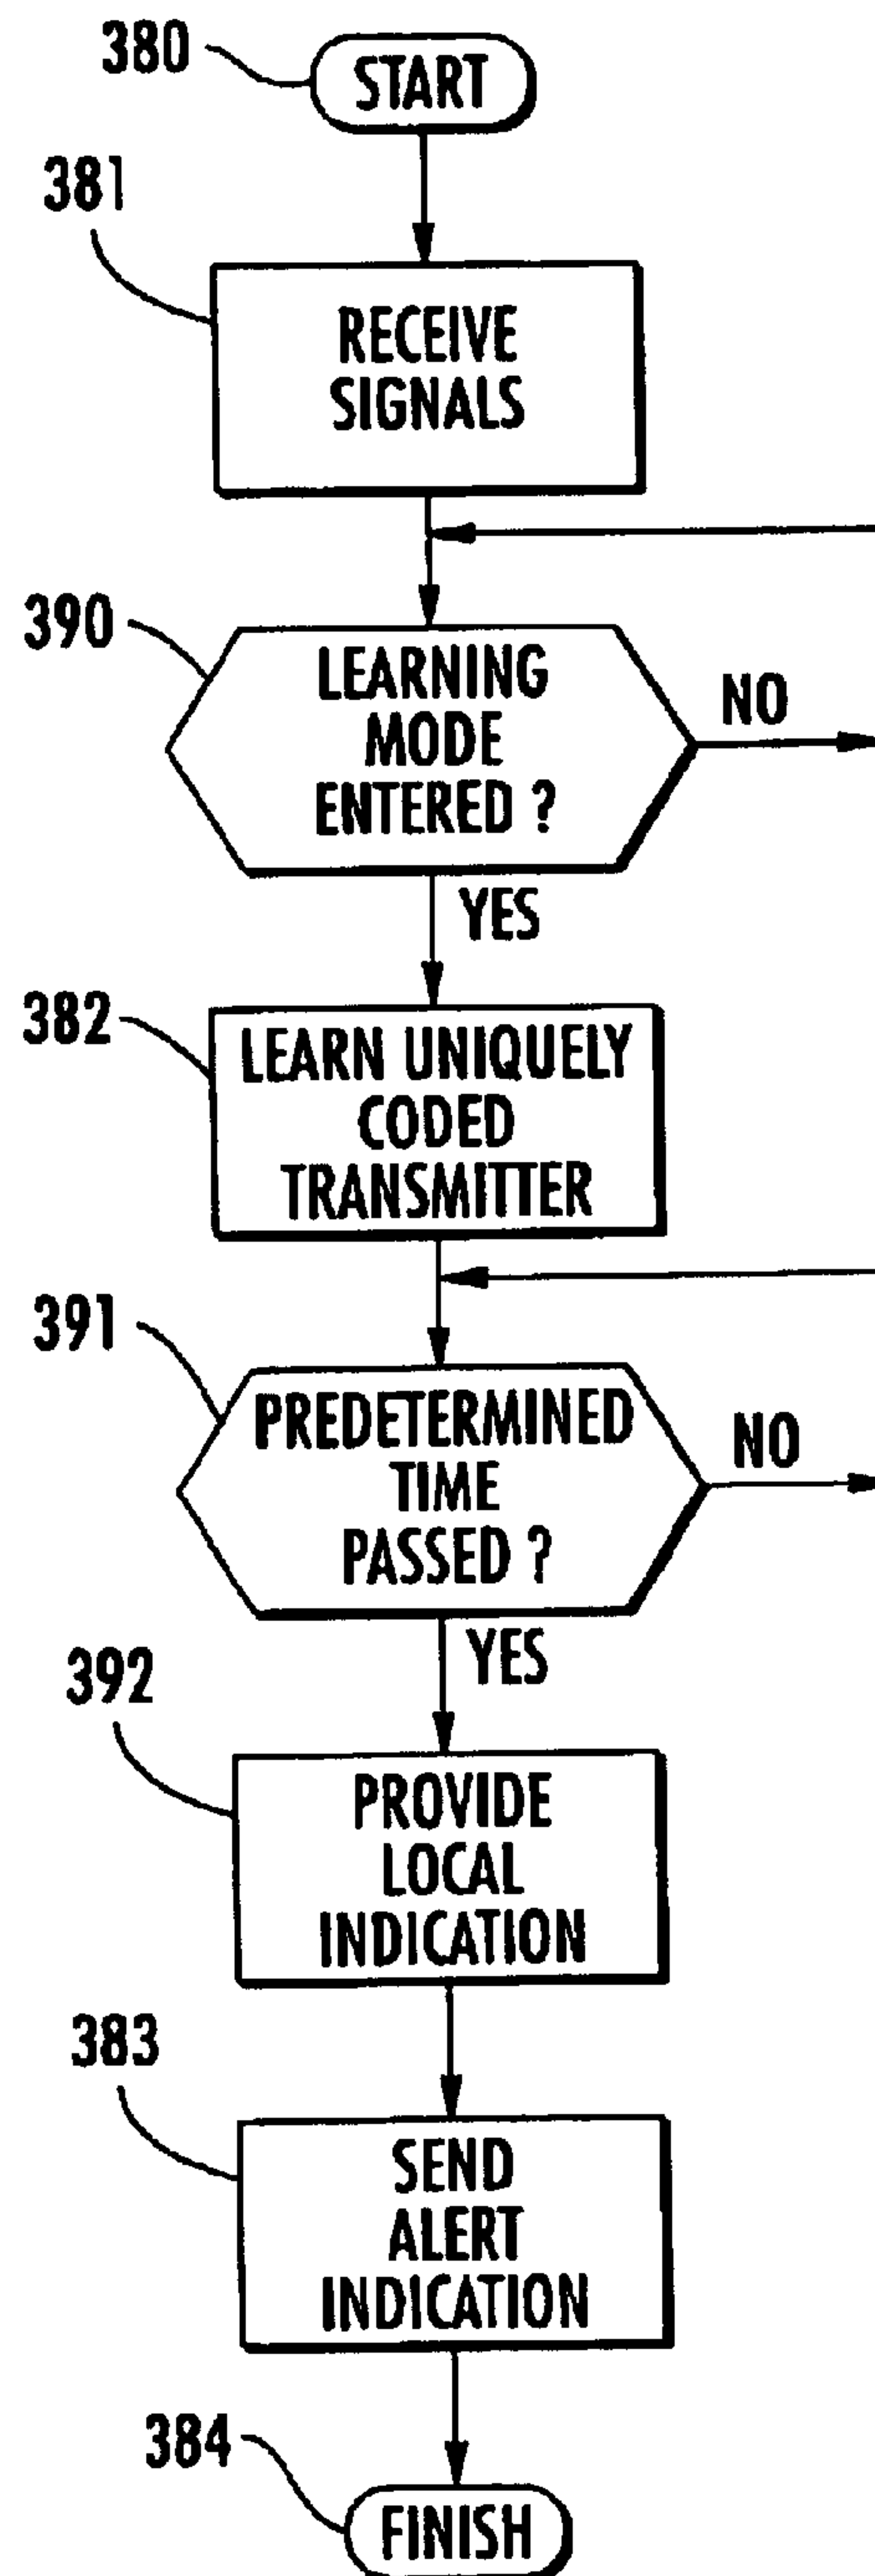 380
START
381
RECEIVE
SIGNALS
390
LEARNING
MODE
ENTERED ?
NO
YES
382
LEARN UNIQUELY
CODED
TRANSMITTER
391
PREDETERMINED
TIME
PASSED ?
NO
YES
392
PROVIDE
LOCAL
INDICATION
383
SEND
ALERT
INDICATION
384
FINISH